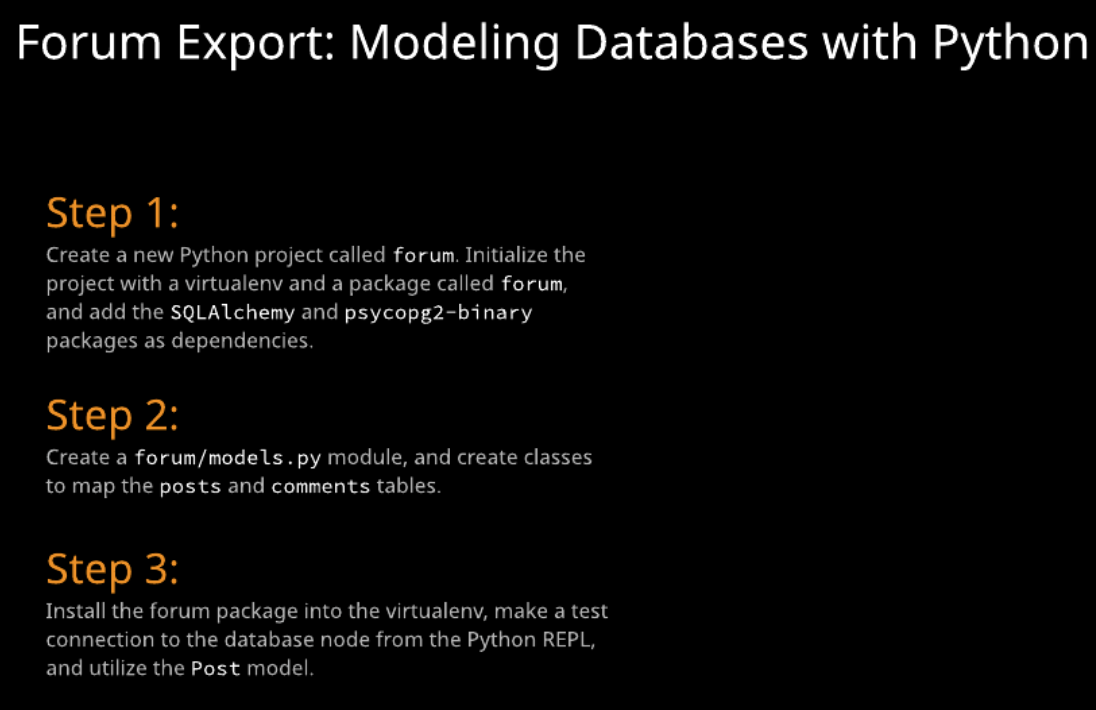 Forum Export: Modeling Databases with Python
Step 1:
Create a new Python project called forum. Initialize the
project with a virtualenv and a package called forum,
and add the SQLAlchemy and psycopg2-binary
packages as dependencies.
Step 2:
Create a forum/models.py module, and create classes
to map the posts and comments tables.
Step 3:
Install the forum package into the virtualenv, make a test
connection to the database node from the Python REPL,
and utilize the Post model.